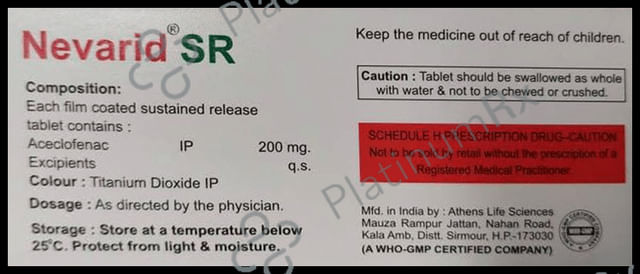 Nevarid® SR
Composition:
Each film coated sustained release
tablet contains :
Aceclofenac IP 200 mg.
Excipients q.s.
Colour : Titanium Dioxide IP
Dosage : As directed by the physician.
Storage : Store at a temperature below
25°C. Protect from light & moisture.
Keep the medicine out of reach of children.
Caution : Tablet should be swallowed as whole
with water & not to be chewed or crushed.
SCHEDULE H PRESCRIPTION DRUG-CAUTION
Not to be sold by retail without the prescription of a
Registered Medical Practitioner.
Mfd. in India by : Athens Life Sciences
Mauza Rampur Jattan, Nahan Road,
Kala Amb, Distt. Sirmour, H.P.-173030
(A WHO-GMP CERTIFIED COMPANY)
PlatinumRx